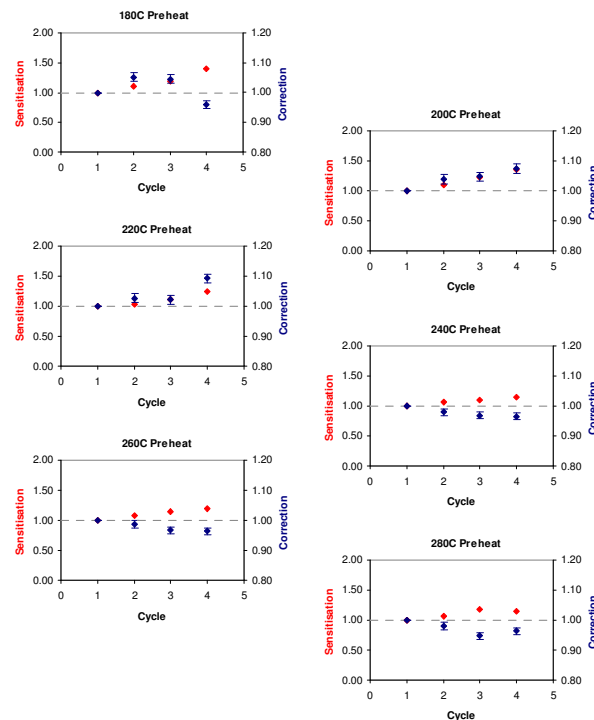 180C Preheat
2.00
1.50
1.00
0.50
0.00
1.20
1.10
1.00
0.90
0.80
0 1 2 3 4 5
Sensitisation
Correction
Cycle
200C Preheat
2.00
1.50
1.00
0.50
0.00
1.20
1.10
1.00
0.90
0.80
0 1 2 3 4 5
Sensitisation
Correction
Cycle
220C Preheat
2.00
1.50
1.00
0.50
0.00
1.20
1.10
1.00
0.90
0.80
0 1 2 3 4 5
Sensitisation
Correction
Cycle
240C Preheat
2.00
1.50
1.00
0.50
0.00
1.20
1.10
1.00
0.90
0.80
0 1 2 3 4 5
Sensitisation
Correction
Cycle
260C Preheat
2.00
1.50
1.00
0.50
0.00
1.20
1.10
1.00
0.90
0.80
0 1 2 3 4 5
Sensitisation
Correction
Cycle
280C Preheat
2.00
1.50
1.00
0.50
0.00
1.20
1.10
1.00
0.90
0.80
0 1 2 3 4 5
Sensitisation
Correction
Cycle